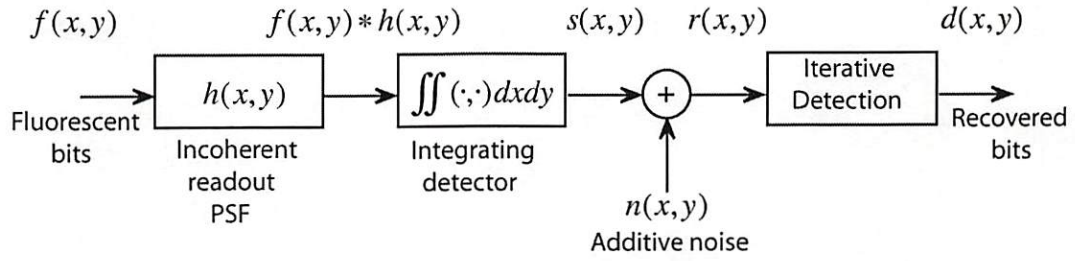 f(x,y)
f(x,y)*h(x,y)
s(x,y)
r(x,y)
d(x,y)
h(x,y)
∬(·,·)dxdy
+
Iterative
Detection
Fluorescent
bits
Incoherent
readout
PSF
Integrating
detector
Recovered
bits
n(x,y)
Additive noise